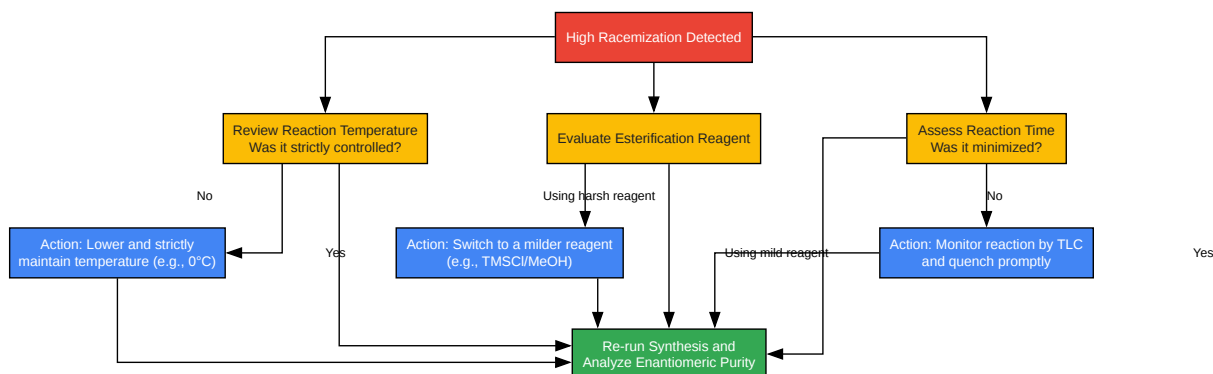 High Racemization Detected
Review Reaction Temperature
Was it strictly controlled?
Evaluate Esterification Reagent
Assess Reaction Time
Was it minimized?
No
Using harsh reagent
No
Action: Lower and strictly
maintain temperature (e.g., 0°C)
Yes
Action: Switch to a milder reagent
(e.g., TMSCl/MeOH)
Using mild reagent
Action: Monitor reaction by TLC
and quench promptly
Yes
Re-run Synthesis and
Analyze Enantiomeric Purity